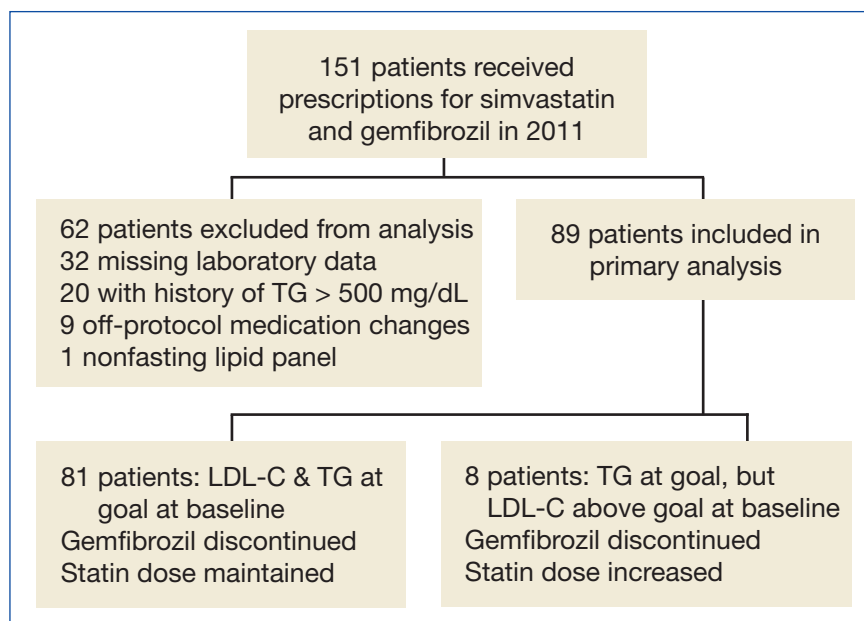 151 patients received
prescriptions for simvastatin
and gemfibrozil in 2011
62 patients excluded from analysis
32 missing laboratory data
20 with history of TG > 500 mg/dL
9 off-protocol medication changes
1 nonfasting lipid panel
89 patients included in
primary analysis
81 patients: LDL-C & TG at
goal at baseline
Gemfibrozil discontinued
Statin dose maintained
8 patients: TG at goal, but
LDL-C above goal at baseline
Gemfibrozil discontinued
Statin dose increased